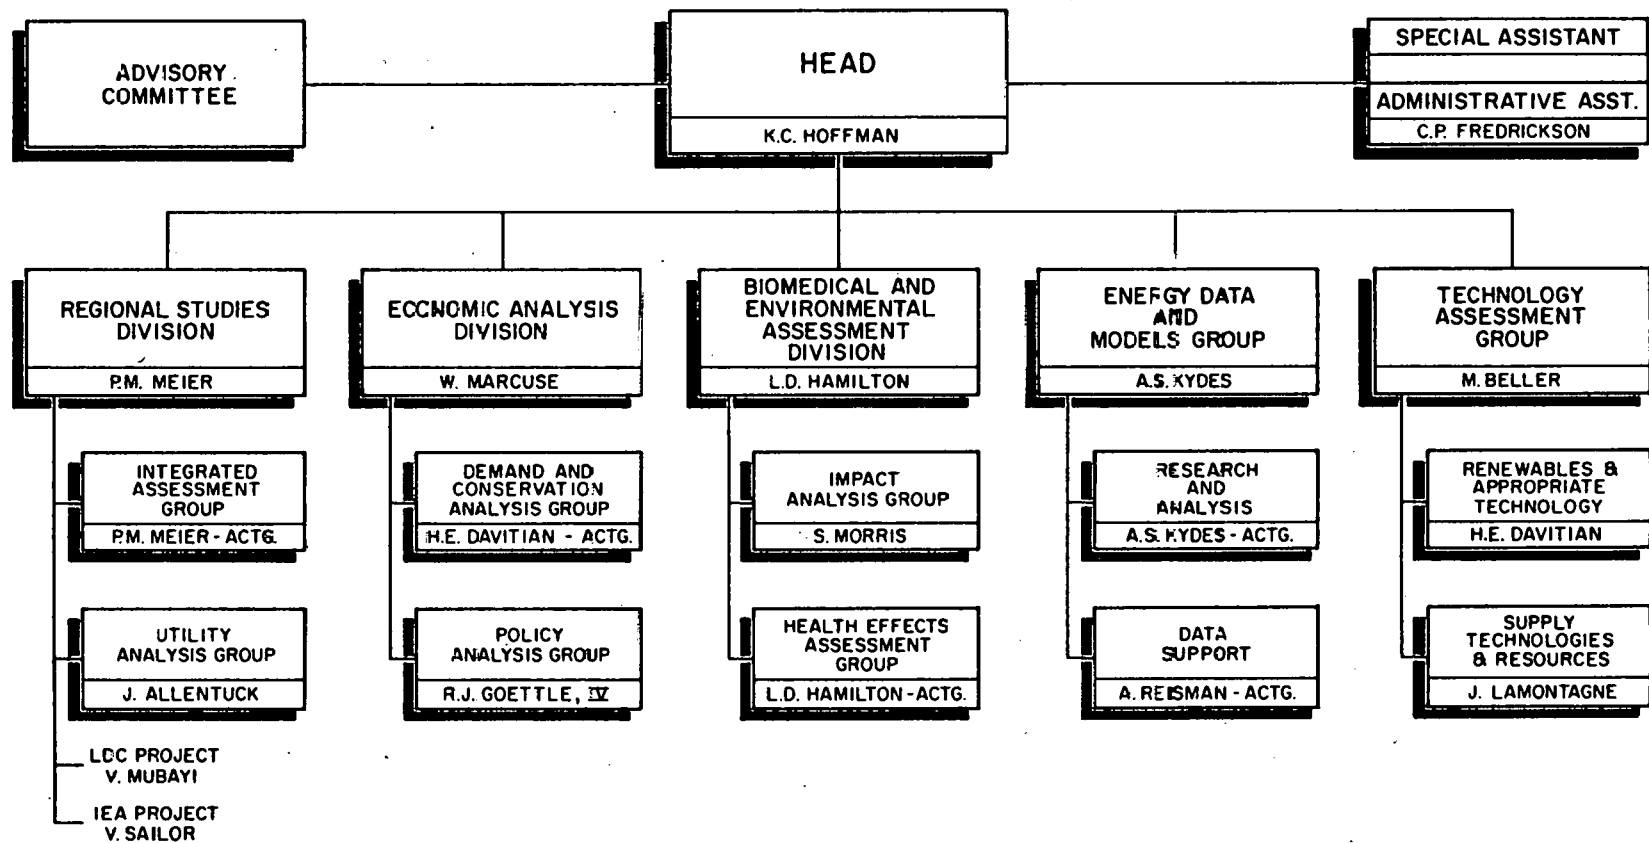 ADVISORY
COMMITTEE
HEAD
K.C. HOFFMAN
SPECIAL ASSISTANT
ADMINISTRATIVE ASST.
C.P. FREDRICKSON
REGIONAL STUDIES
DIVISION
P.M. MEIER
ECONOMIC ANALYSIS
DIVISION
W. MARCUSE
BIOMEDICAL AND
ENVIRONMENTAL
ASSESSMENT
DIVISION
L.D. HAMILTON
ENERGY DATA
AND
MODELS GROUP
A.S. KYDES
TECHNOLOGY
ASSESSMENT
GROUP
M. BELLER
INTEGRATED
ASSESSMENT
GROUP
P.M. MEIER - ACTG.
DEMAND AND
CONSERVATION
ANALYSIS GROUP
H.E. DAVITIAN - ACTG.
IMPACT
ANALYSIS GROUP
S. MORRIS
RESEARCH
AND
ANALYSIS
A.S. KYDES - ACTG.
RENEWABLES &
APPROPRIATE
TECHNOLOGY
H.E. DAVITIAN
UTILITY
ANALYSIS GROUP
J. ALLENTUCK
POLICY
ANALYSIS GROUP
R.J. GOETTLE, IV
HEALTH EFFECTS
ASSESSMENT
GROUP
L.D. HAMILTON - ACTG.
DATA
SUPPORT
A. REISMAN - ACTG.
SUPPLY
TECHNOLOGIES
& RESOURCES
J. LAMONTAGNE
LDC PROJECT
V. MUBAYI
IEA PROJECT
V. SAILOR